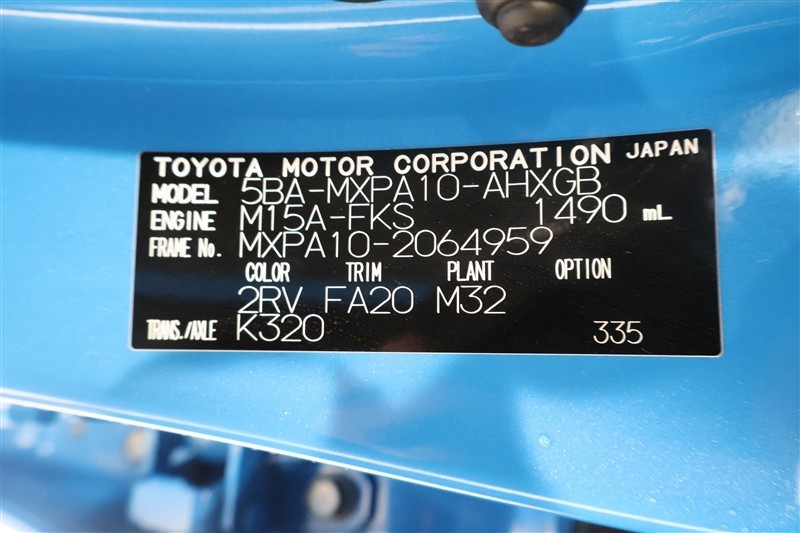 TOYOTA MOTOR CORPORATION JAPAN
MODEL 5BA-MXPA10-AHXGB
ENGINE M15A-FKS 1490 mL
FRAME No. MXPA10-2064959
COLOR TRIM PLANT OPTION
2RV FA20 M32
TRANS./AXLE K320 335